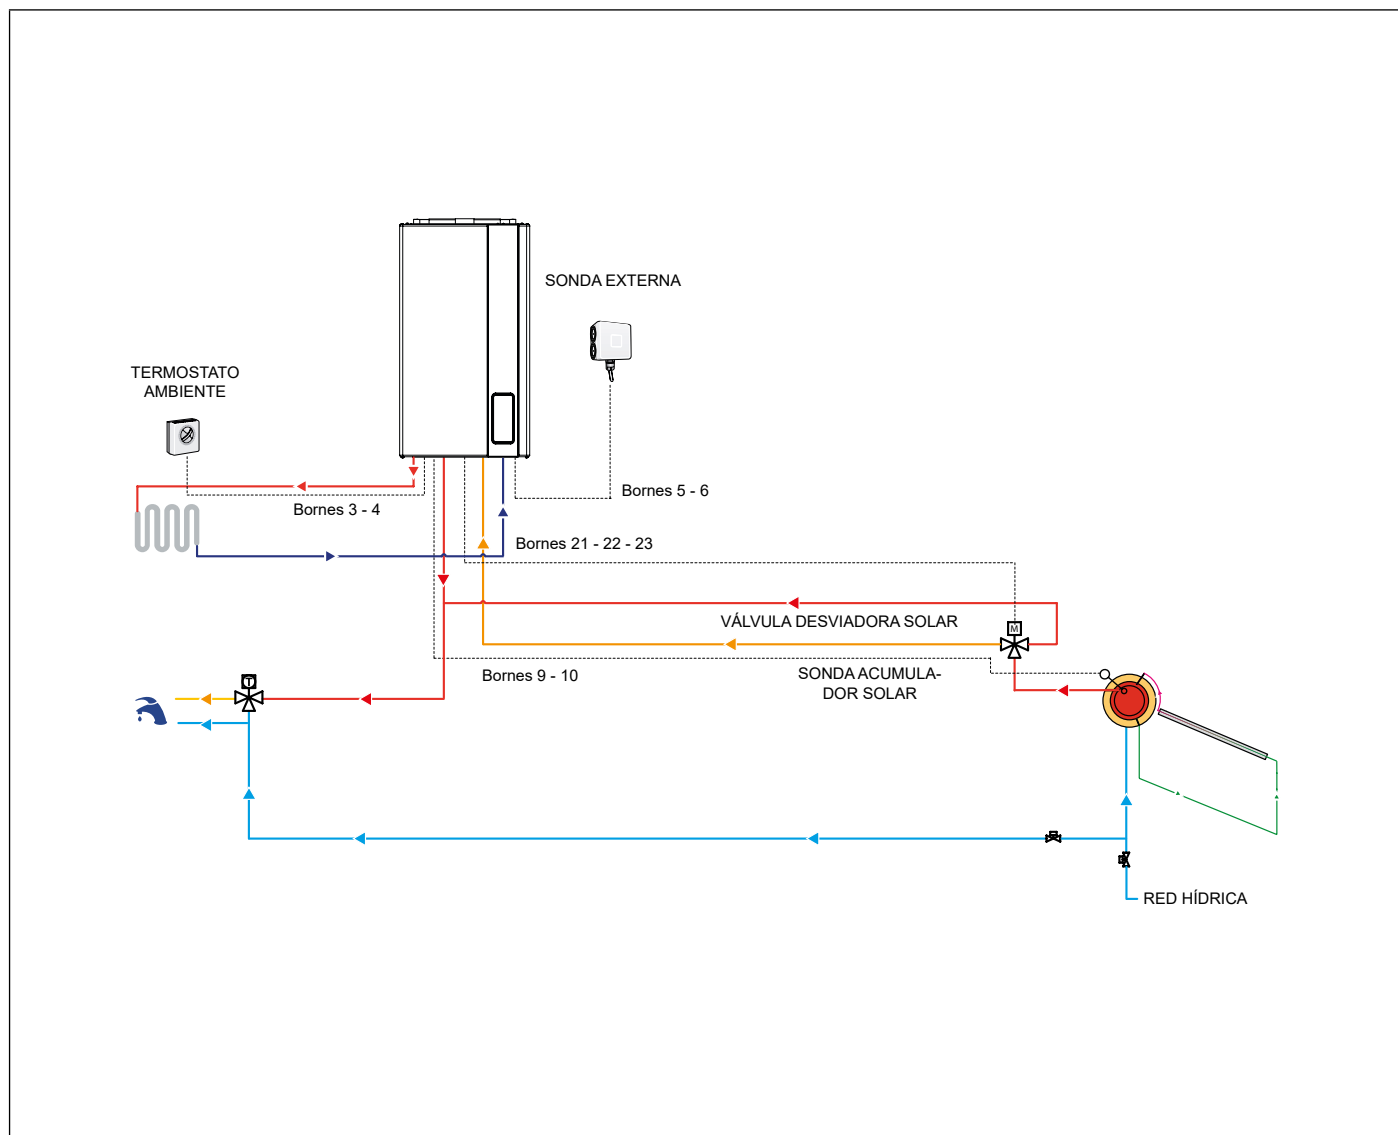 SONDA EXTERNA
TERMOSTATO
AMBIENTE
Bornes 5 - 6
Bornes 3 - 4
Bornes 21 - 22 - 23
VÁLVULA DESVIADORA SOLAR
M
SONDA ACUMULA-
DOR SOLAR
Bornes 9 - 10
T
RED HÍDRICA